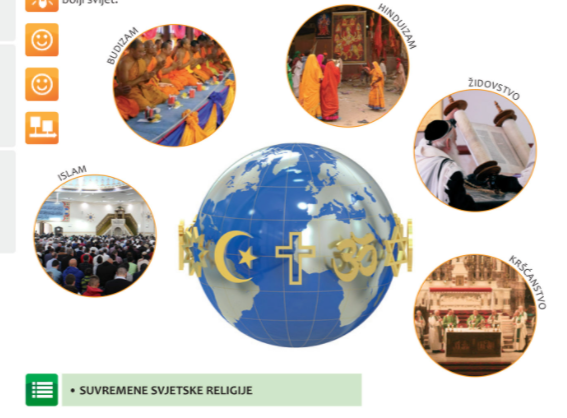 bolji svijet.
BUDIZAM
HINDUIZAM
ŽIDOVSTVO
ISLAM
KRŠĆANSTVO
• SUVREMENE SVJETSKE RELIGIJE